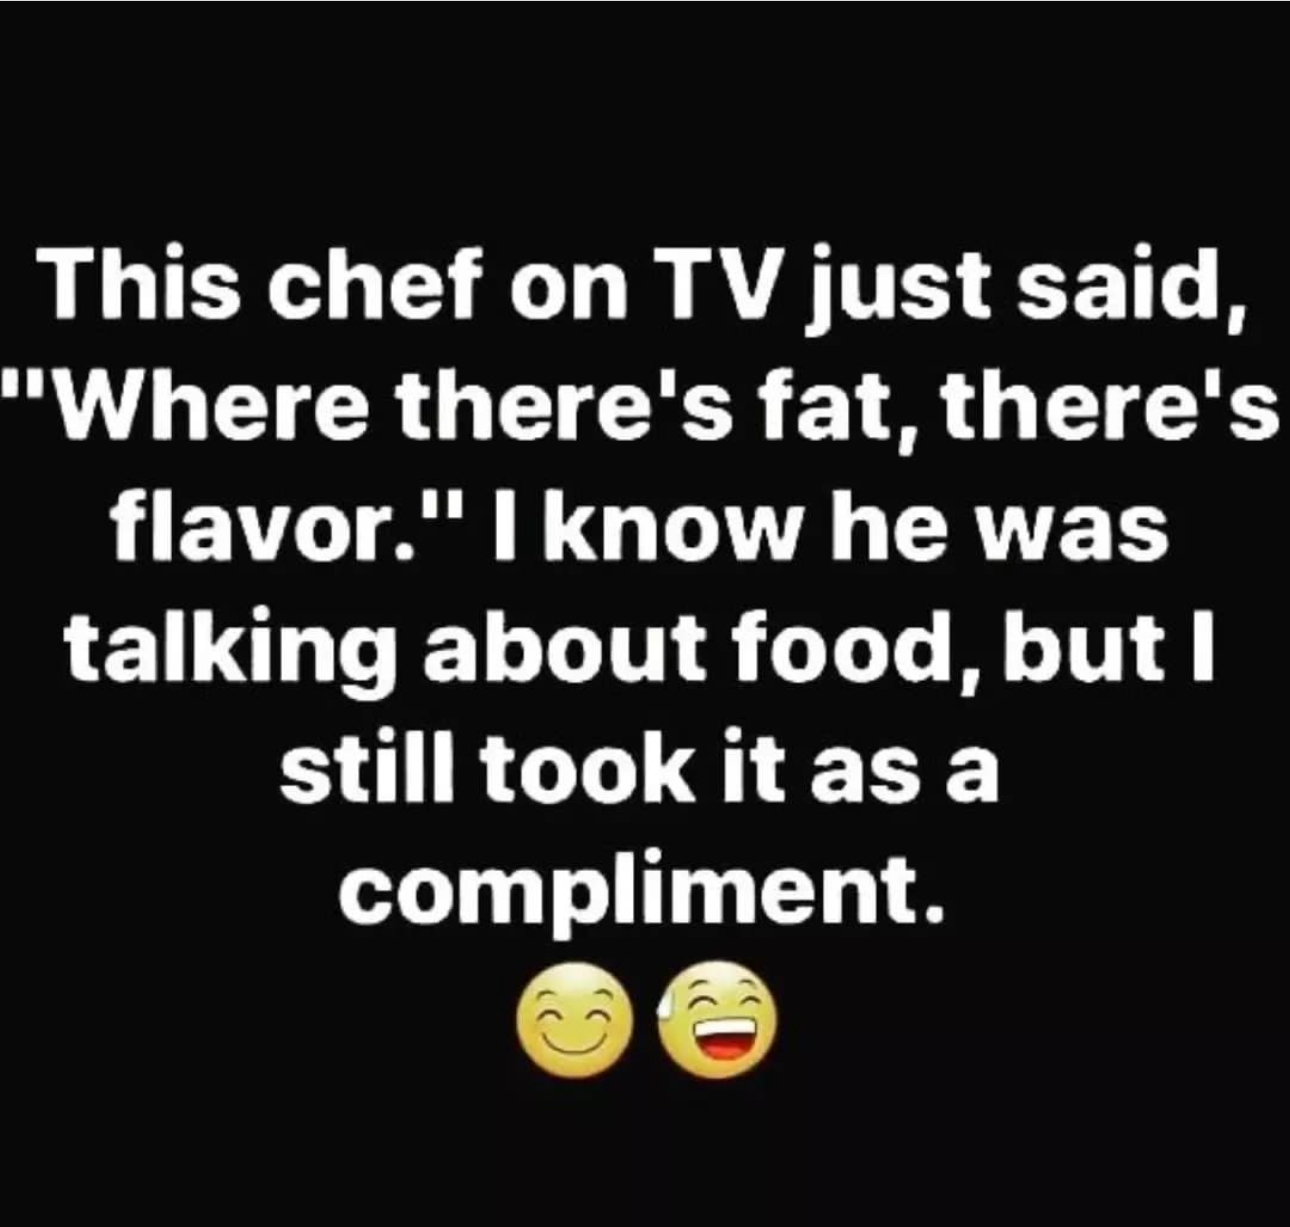 This chef on TV just said,
"Where there's fat, there's
flavor." I know he was
talking about food, but I
still took it as a
compliment.